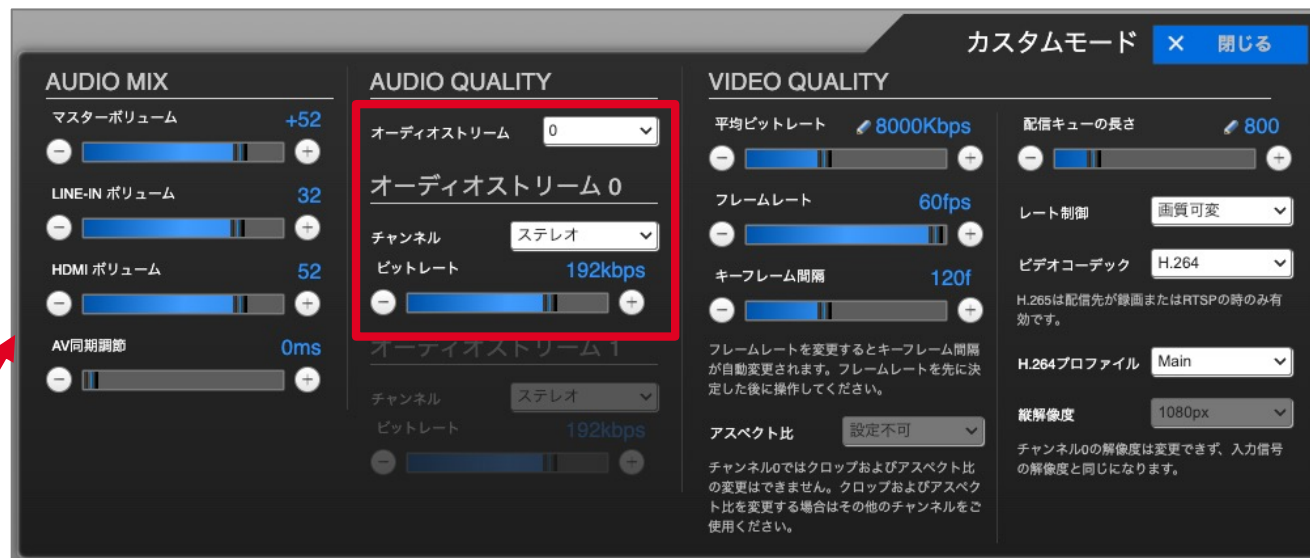 カスタムモード
× 閉じる
AUDIO MIX
マスターボリューム +52
LINE-IN ボリューム 32
HDMI ボリューム 52
AV同期調節 0ms
AUDIO QUALITY
オーディオストリーム 0
オーディオストリーム 0
チャンネル ステレオ
ビットレート 192kbps
オーディオストリーム 1
チャンネル ステレオ
ビットレート 192kbps
VIDEO QUALITY
平均ビットレート 8000Kbps
フレームレート 60fps
キーフレーム間隔 120f
フレームレートを変更するとキーフレーム間隔
が自動変更されます。フレームレートを先に決
定した後に操作してください。
アスペクト比 設定不可
チャンネル0ではクロップおよびアスペクト比
の変更はできません。クロップおよびアスペク
ト比を変更する場合はその他のチャンネルをご
使用ください。
配信キューの長さ 800
レート制御 画質可変
ビデオコーデック H.264
H.265は配信先が録画またはRTSPの時のみ有
効です。
H.264プロファイル Main
縦解像度 1080px
チャンネル0の解像度は変更できず、入力信号
の解像度と同じになります。